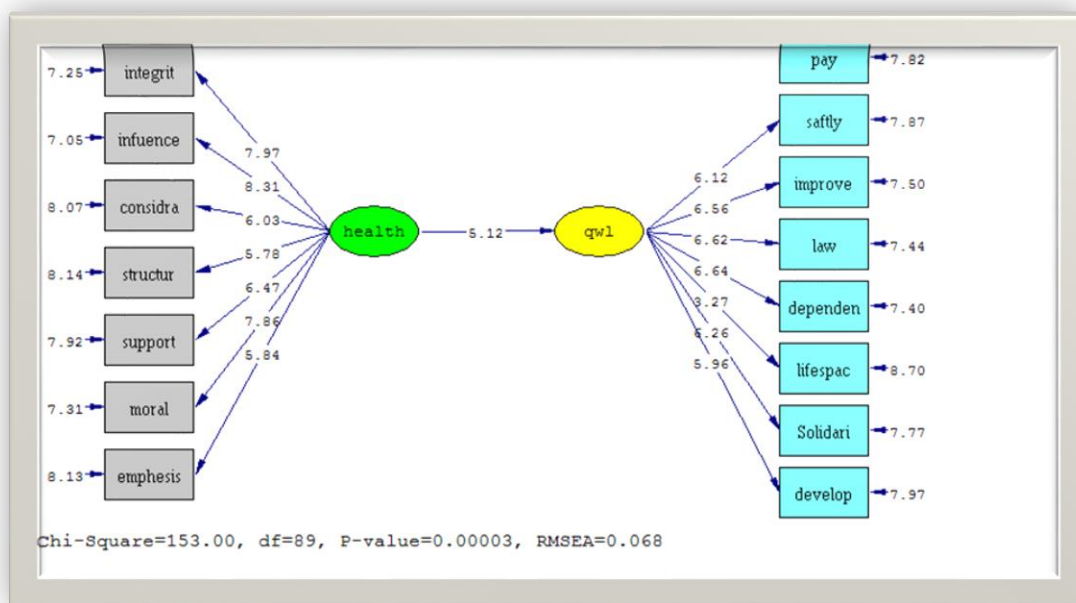 7.25
integrit
7.05
infuence
8.07
considra
8.14
structur
7.92
support
7.31
moral
8.13
emphesis
7.97
8.31
6.03
5.78
6.47
7.86
5.84
health
5.12
qwl
6.12
6.56
6.62
6.64
3.27
6.26
5.96
pay
7.82
saftly
7.87
improve
7.50
law
7.44
dependen
7.40
lifespac
8.70
Solidari
7.77
develop
7.97
Chi-Square=153.00, df=89, P-value=0.00003, RMSEA=0.068